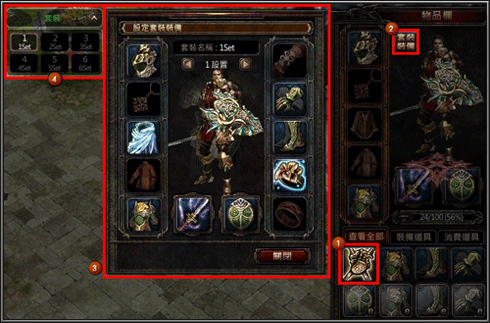 套裝
1
1Set
2
2Set
3
3Set
4
4Set
5
5Set
6
6Set
4
設定套裝裝備
套裝名稱 : 1Set
1 設置
關閉
3
物品欄
2
套裝
裝備
24/100 (56%)
查看全部
裝備道具
消費道具
1